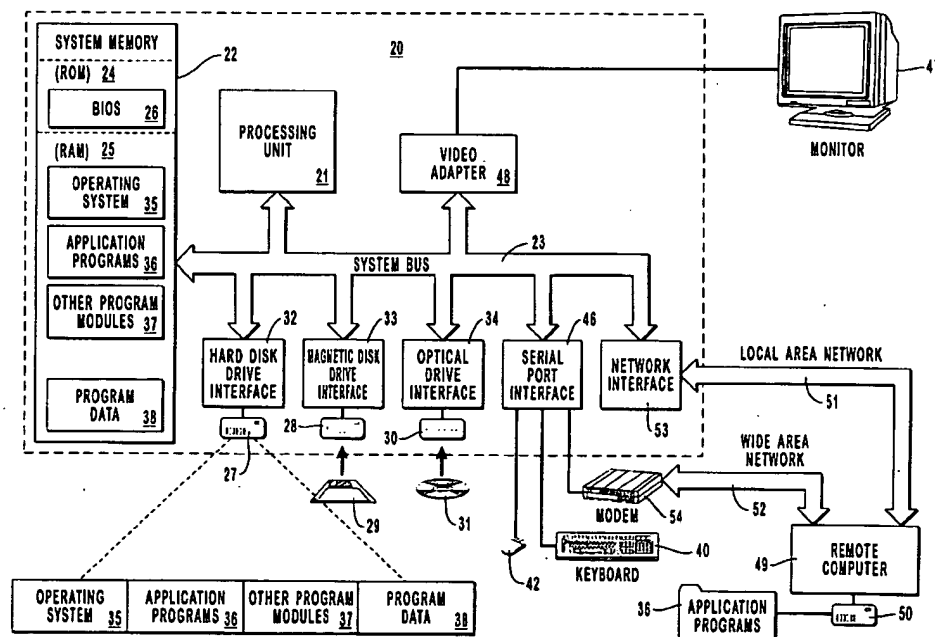 SYSTEM MEMORY
22
20
(ROM) 24
BIOS
26
(RAM) 25
OPERATING
SYSTEM 35
APPLICATION
PROGRAMS 36
OTHER PROGRAM
MODULES 37
PROGRAM
DATA 38
PROCESSING
UNIT
21
VIDEO
ADAPTER 48
MONITOR
23
SYSTEM BUS
32
HARD DISK
DRIVE
INTERFACE
33
MAGNETIC DISK
DRIVE
INTERFACE
34
OPTICAL
DRIVE
INTERFACE
46
SERIAL
PORT
INTERFACE
NETWORK
INTERFACE
53
LOCAL AREA NETWORK
51
WIDE AREA
NETWORK
52
27
28
29
30
31
MODEM
54
42
KEYBOARD
40
49
REMOTE
COMPUTER
50
36
APPLICATION
PROGRAMS
OPERATING
SYSTEM 35
APPLICATION
PROGRAMS 36
OTHER PROGRAM
MODULES 37
PROGRAM
DATA 38